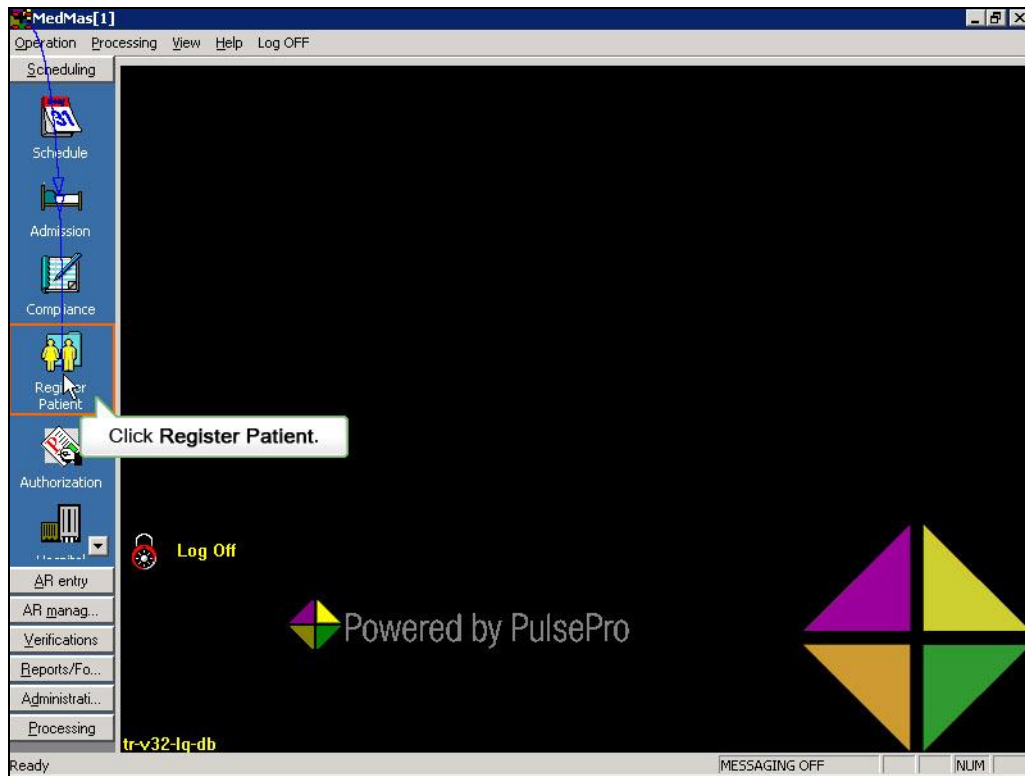 MedMas[1]
Operation Processing View Help Log OFF
Scheduling
Schedule
Admission
Compliance
Register
Patient
Click Register Patient.
Authorization
Log Off
AR entry
AR manag...
Verifications
Reports/Fo...
Administrati...
Processing
Powered by PulsePro
tr-v32-lq-db
Ready
MESSAGING OFF
NUM